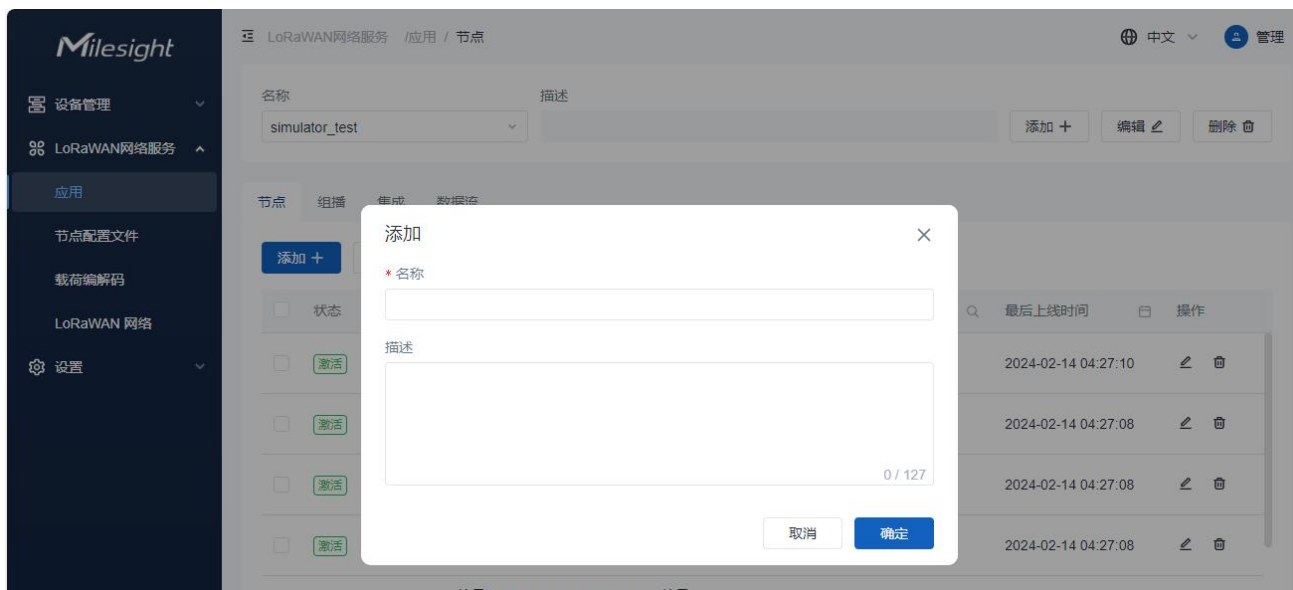 Milesight
LoRaWAN网络服务 /应用 / 节点
中文
管理
设备管理
LoRaWAN网络服务
应用
节点配置文件
载荷编解码
LoRaWAN 网络
设置
名称
描述
simulator_test
添加 +
编辑
删除
节点 组播 集成 数据流
添加 +
状态
最后上线时间
操作
激活
2024-02-14 04:27:10
激活
2024-02-14 04:27:08
激活
2024-02-14 04:27:08
激活
2024-02-14 04:27:08
添加
* 名称
描述
0 / 127
取消
确定